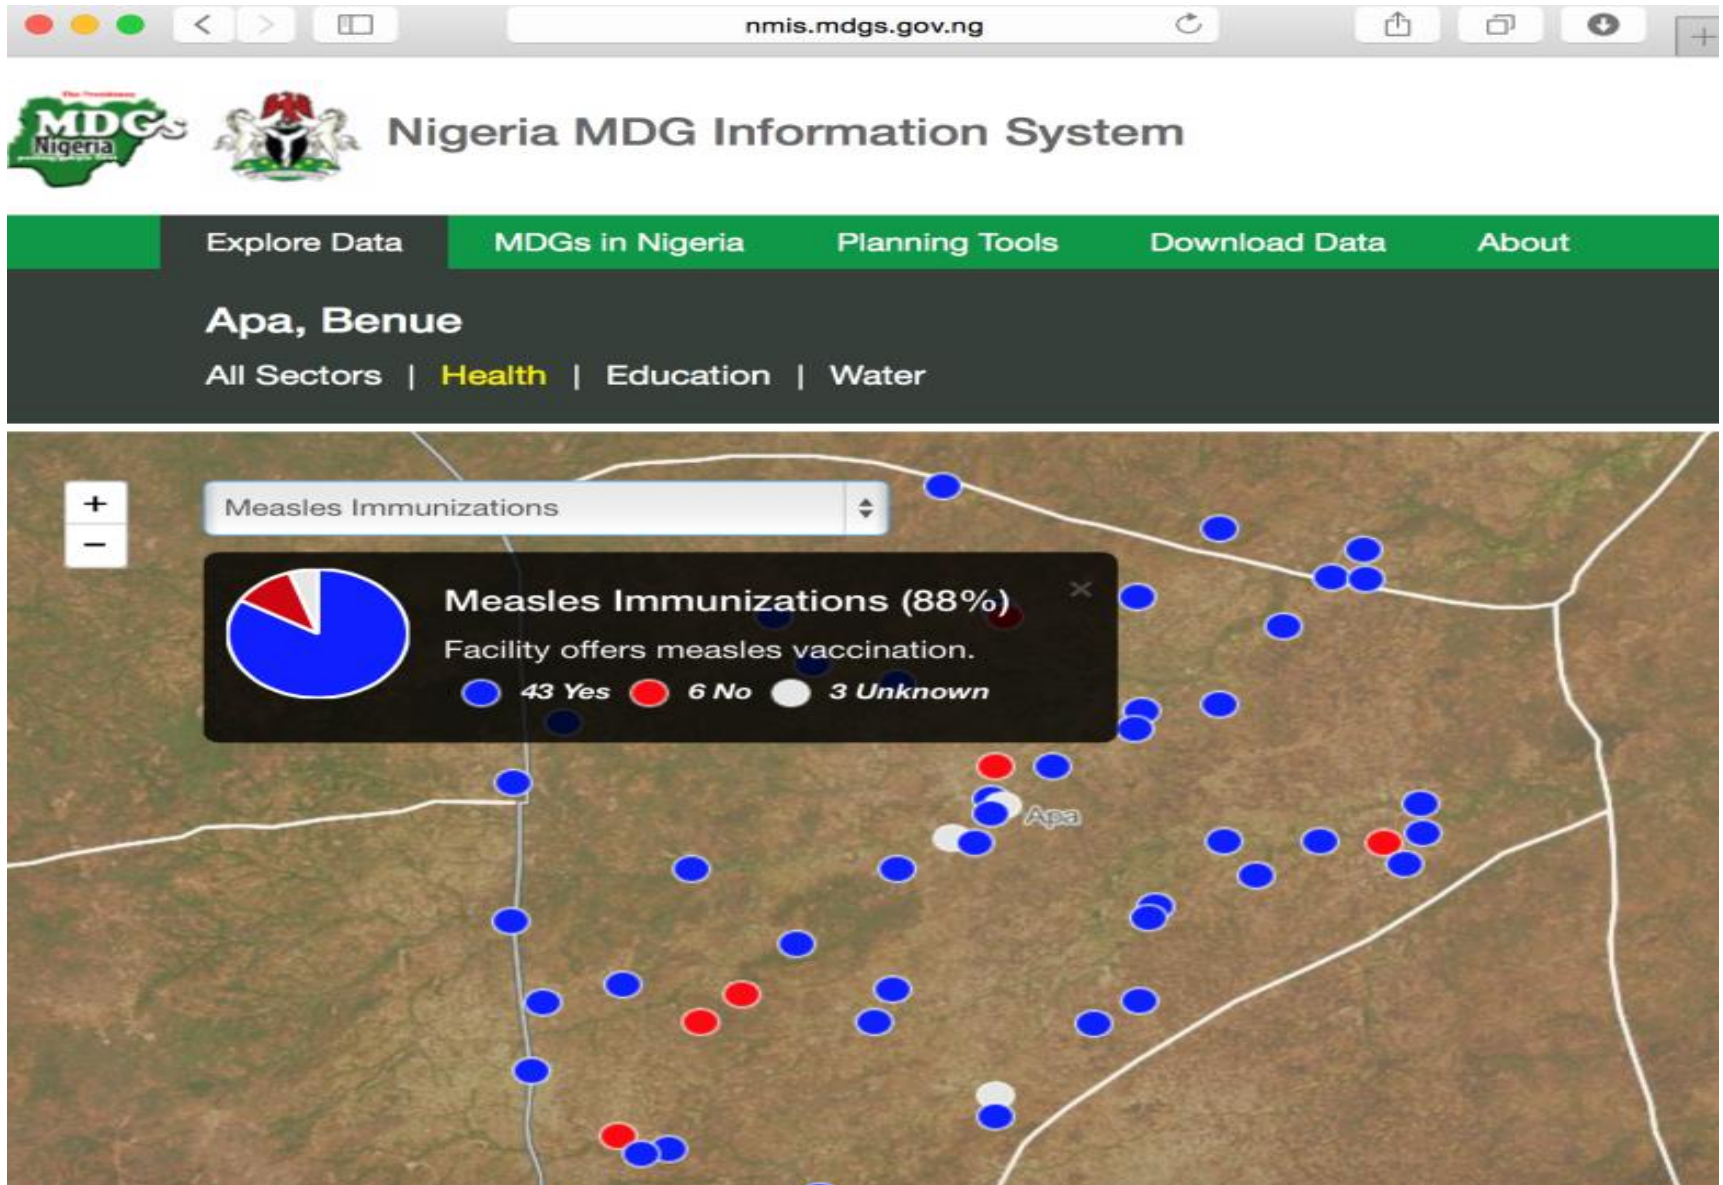 nmis.mdgs.gov.ng
MDGs
Nigeria
Nigeria MDG Information System
Explore Data MDGs in Nigeria Planning Tools Download Data About
Apa, Benue
All Sectors | Health | Education | Water
+
Measles Immunizations
−
Measles Immunizations (88%) ×
Facility offers measles vaccination.
43 Yes 6 No 3 Unknown
Apa